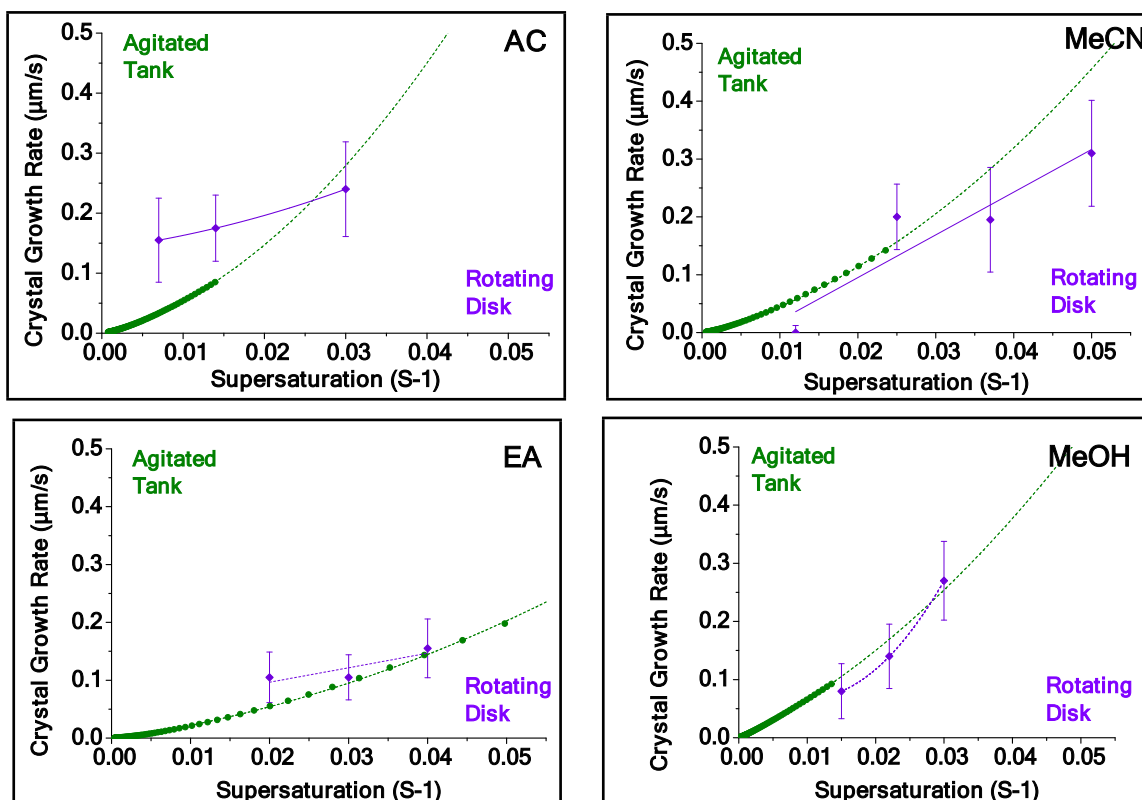 AC
Agitated
Tank
Crystal Growth Rate (µm/s)
0.5
0.4
0.3
0.2
0.1
0.0
Rotating
Disk
0.00 0.01 0.02 0.03 0.04 0.05
Supersaturation (S-1)
MeCN
Agitated
Tank
Crystal Growth Rate (µm/s)
0.5
0.4
0.3
0.2
0.1
0.0
Rotating
Disk
0.00 0.01 0.02 0.03 0.04 0.05
Supersaturation (S-1)
EA
Agitated
Tank
Crystal Growth Rate (µm/s)
0.5
0.4
0.3
0.2
0.1
0.0
Rotating
Disk
0.00 0.01 0.02 0.03 0.04 0.05
Supersaturation (S-1)
MeOH
Agitated
Tank
Crystal Growth Rate (µm/s)
0.5
0.4
0.3
0.2
0.1
0.0
Rotating
Disk
0.00 0.01 0.02 0.03 0.04 0.05
Supersaturation (S-1)